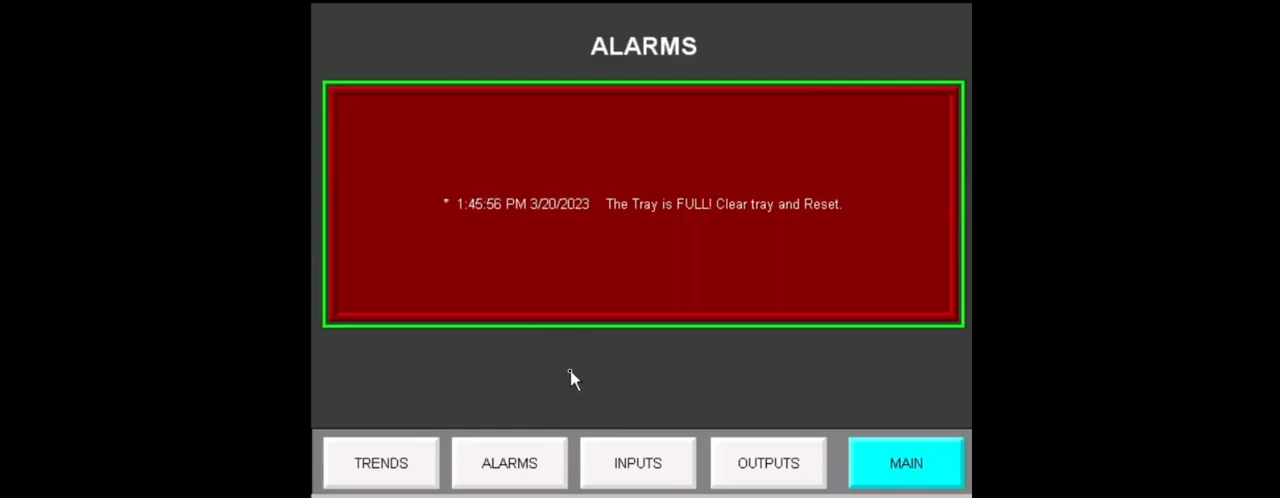 ALARMS
* 1:45:56 PM 3/20/2023 The Tray is FULL! Clear tray and Reset.
TRENDS ALARMS INPUTS OUTPUTS MAIN